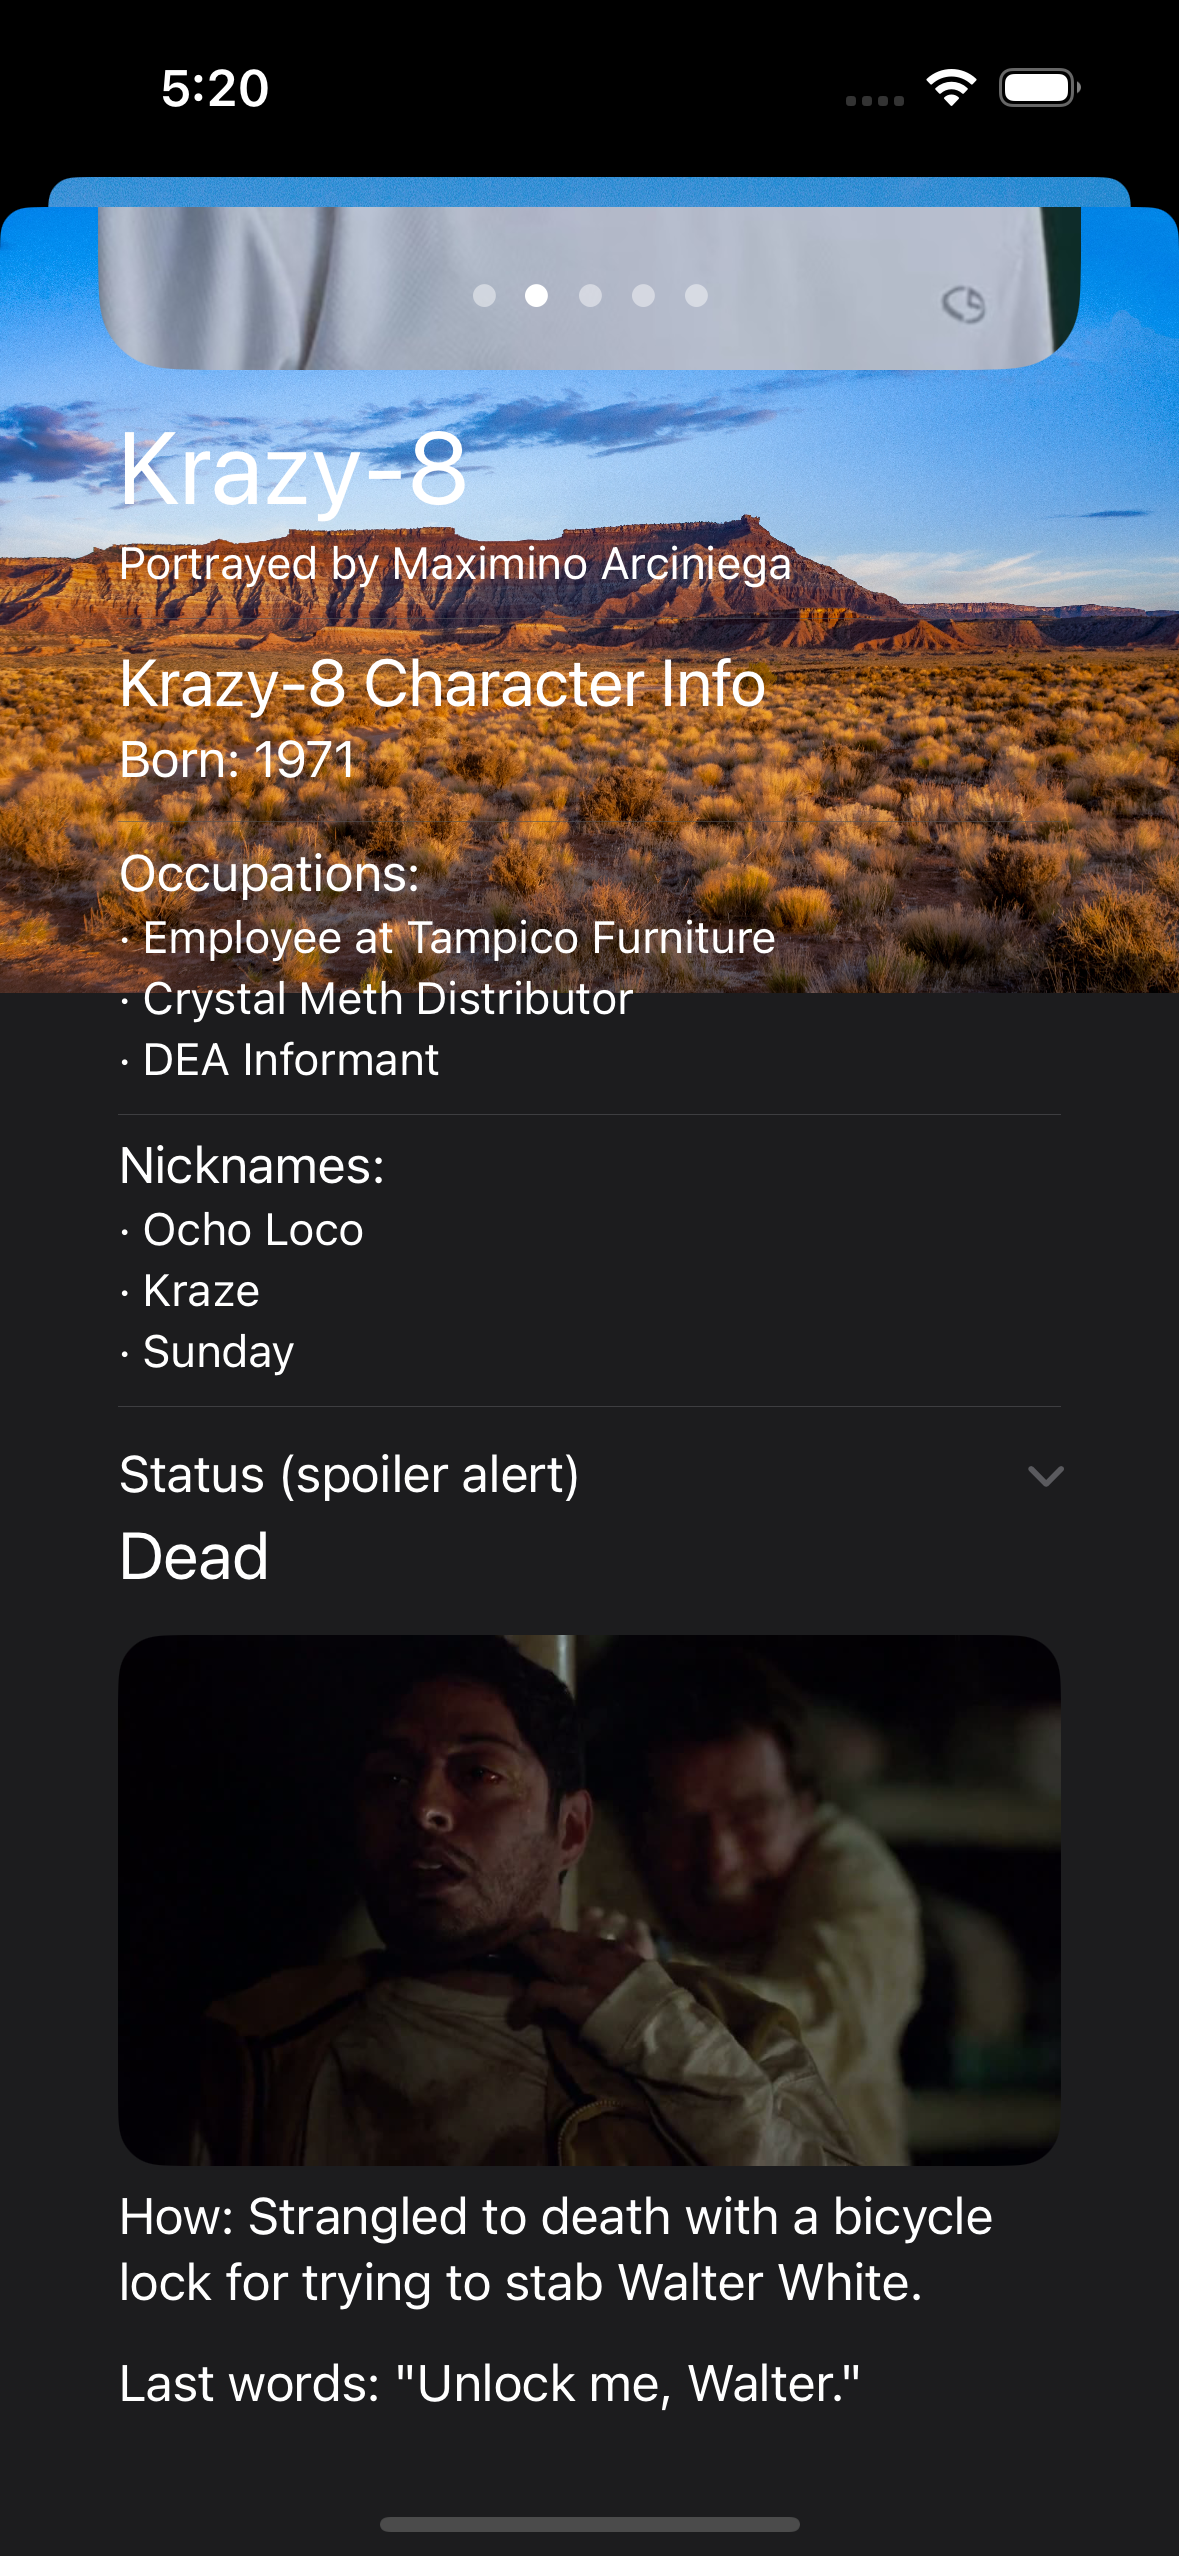 5:20
Krazy-8
Portrayed by Maximino Arciniega
Krazy-8 Character Info
Born: 1971
Occupations:
· Employee at Tampico Furniture
· Crystal Meth Distributor
· DEA Informant
Nicknames:
· Ocho Loco
· Kraze
· Sunday
Status (spoiler alert)
Dead
How: Strangled to death with a bicycle
lock for trying to stab Walter White.
Last words: "Unlock me, Walter."